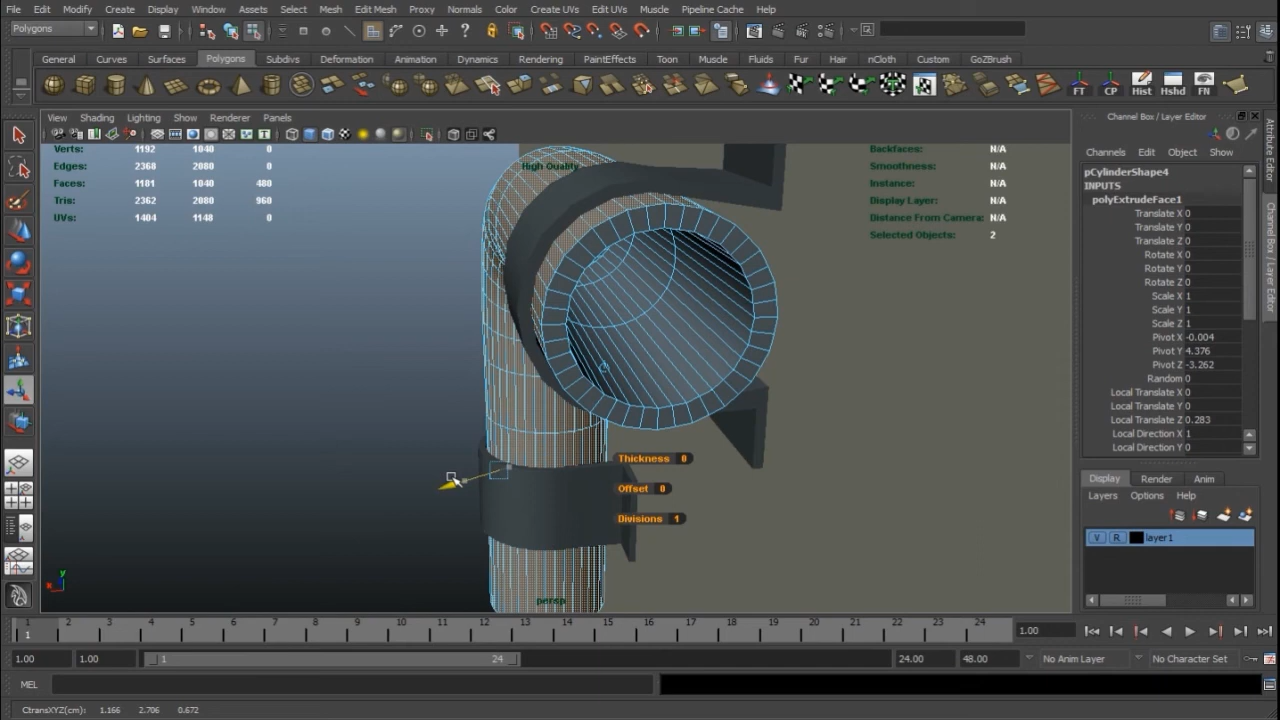 File Edit Modify Create Display Window Assets Select Mesh Edit Mesh Proxy Normals Color Create UVs Edit UVs Muscle Pipeline Cache Help
Polygons
General Curves Surfaces Polygons Subdivs Deformation Animation Dynamics Rendering PaintEffects Toon Muscle Fluids Fur Hair nCloth Custom GoZBrush
FT CP Hist Hshd FN
View Shading Lighting Show Renderer Panels
Channel Box / Layer Editor
Channels Edit Object Show
Verts: 1192 1040 0
Edges: 2368 2080 0
Faces: 1181 1040 480
Tris: 2362 2080 960
UVs: 1404 1148 0
High Quality
Backfaces: N/A
Smoothness: N/A
Instance: N/A
Display Layer: N/A
Distance From Camera: N/A
Selected Objects: 2
pCylinderShape4
INPUTS
polyExtrudeFace1
Translate X 0
Translate Y 0
Translate Z 0
Rotate X 0
Rotate Y 0
Rotate Z 0
Scale X 1
Scale Y 1
Scale Z 1
Pivot X -0.004
Pivot Y 4.376
Pivot Z -3.262
Random 0
Local Translate X 0
Local Translate Y 0
Local Translate Z 0.283
Local Direction X 1
Local Direction Y 0
Attribute Editor
Channel Box / Layer Editor
Thickness 0
Offset 0
Divisions 1
Display Render Anim
Layers Options Help
V R layer1
y
x
persp
1 2 3 4 5 6 7 8 9 10 11 12 13 14 15 16 17 18 19 20 21 22 23 24
1
1.00
1.00 1.00 1 24 24.00 48.00 No Anim Layer No Character Set
MEL
CtransXYZ(cm): 1.166 2.706 0.672